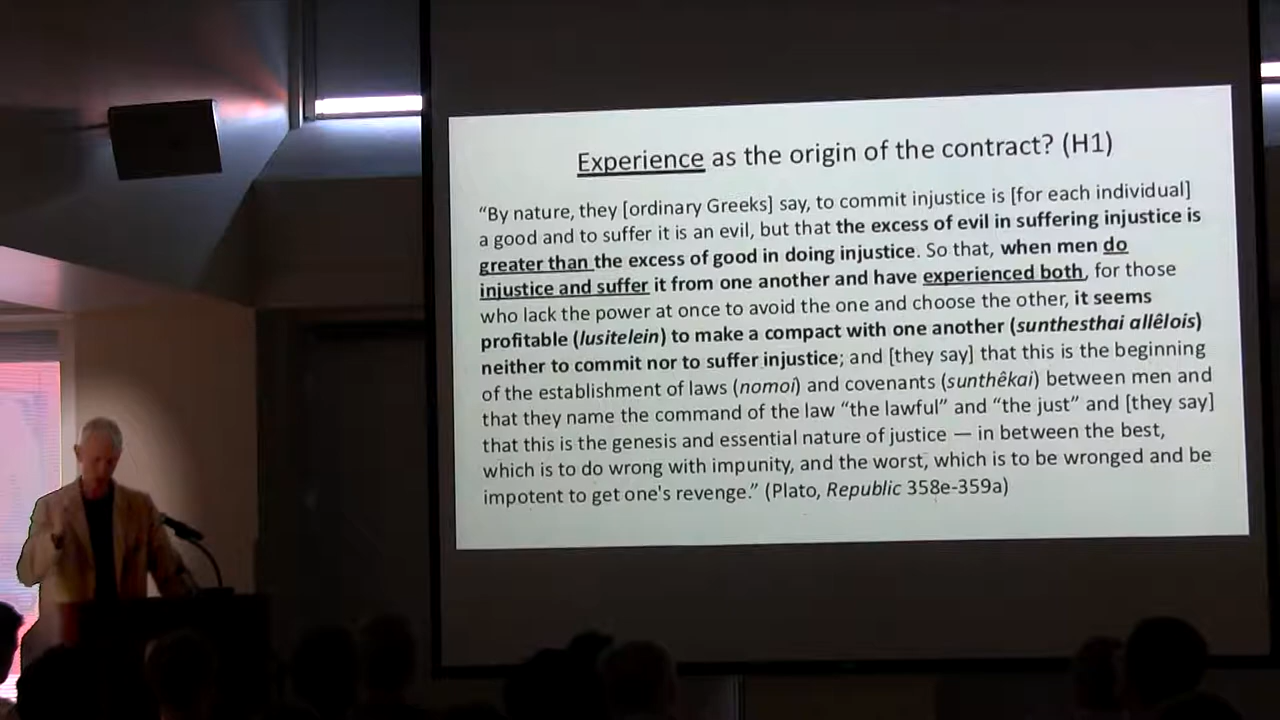 Experience as the origin of the contract? (H1)
“By nature, they [ordinary Greeks] say, to commit injustice is [for each individual]
a good and to suffer it is an evil, but that the excess of evil in suffering injustice is
greater than the excess of good in doing injustice. So that, when men do
injustice and suffer it from one another and have experienced both, for those
who lack the power at once to avoid the one and choose the other, it seems
profitable (lusitelein) to make a compact with one another (sunthesthai allêlois)
neither to commit nor to suffer injustice; and [they say] that this is the beginning
of the establishment of laws (nomoi) and covenants (sunthêkai) between men and
that they name the command of the law “the lawful” and “the just” and [they say]
that this is the genesis and essential nature of justice — in between the best,
which is to do wrong with impunity, and the worst, which is to be wronged and be
impotent to get one's revenge.” (Plato, Republic 358e-359a)